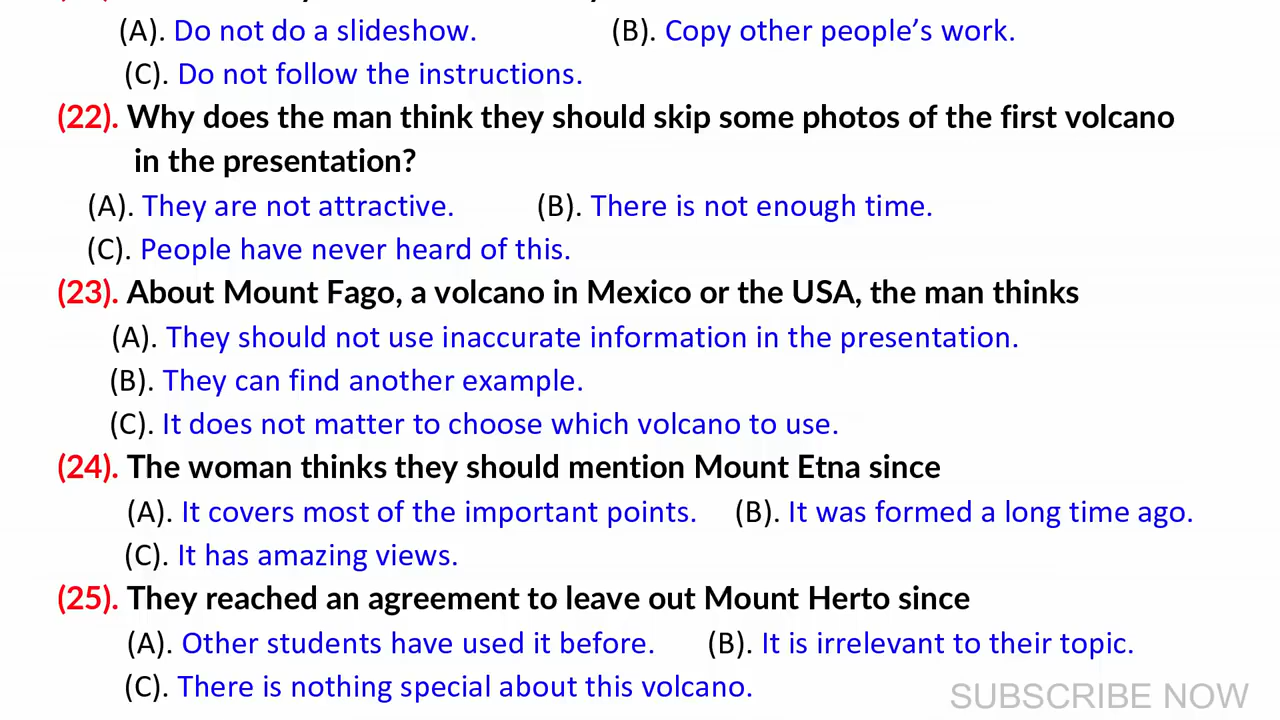 (A). Do not do a slideshow. (B). Copy other people’s work.
(C). Do not follow the instructions.
(22). Why does the man think they should skip some photos of the first volcano
in the presentation?
(A). They are not attractive. (B). There is not enough time.
(C). People have never heard of this.
(23). About Mount Fago, a volcano in Mexico or the USA, the man thinks
(A). They should not use inaccurate information in the presentation.
(B). They can find another example.
(C). It does not matter to choose which volcano to use.
(24). The woman thinks they should mention Mount Etna since
(A). It covers most of the important points. (B). It was formed a long time ago.
(C). It has amazing views.
(25). They reached an agreement to leave out Mount Herto since
(A). Other students have used it before. (B). It is irrelevant to their topic.
(C). There is nothing special about this volcano.
SUBSCRIBE NOW